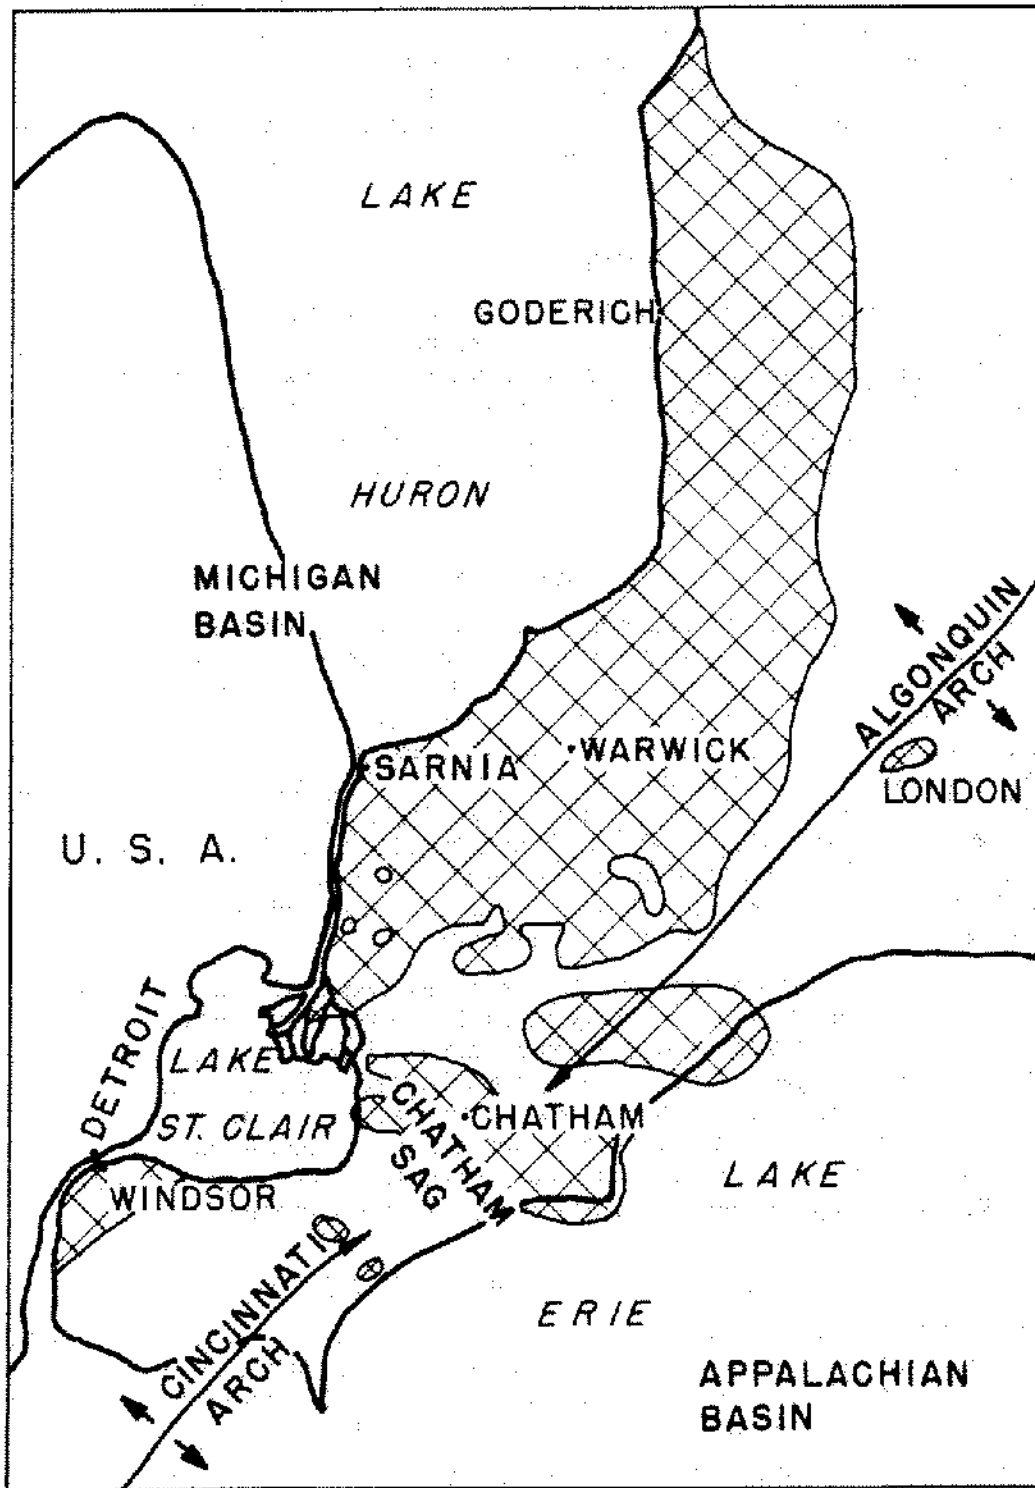 LAKE
GODERICH
HURON
MICHIGAN
BASIN
ALGONQUIN
ARCH
WARWICK
SARNIA
LONDON
U. S. A.
DETROIT
LAKE
ST. CLAIR
CHATHAM
SAG
CHATHAM
WINDSOR
LAKE
ERIE
CINCINNATI
ARCH
APPALACHIAN
BASIN